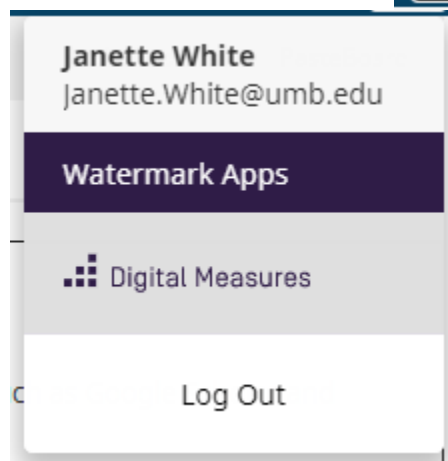 Janette White
Janette.White@umb.edu
Watermark Apps
Digital Measures
Log Out